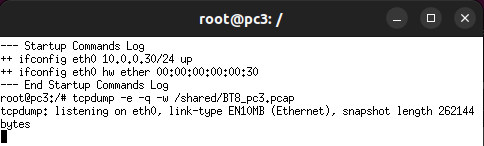 root@pc3: /
--- Startup Commands Log
++ ifconfig eth0 10.0.0.30/24 up
++ ifconfig eth0 hw ether 00:00:00:00:00:30
--- End Startup Commands Log
root@pc3:/# tcpdump -e -q -w /shared/BT8_pc3.pcap
tcpdump: listening on eth0, link-type EN10MB (Ethernet), snapshot length 262144
bytes